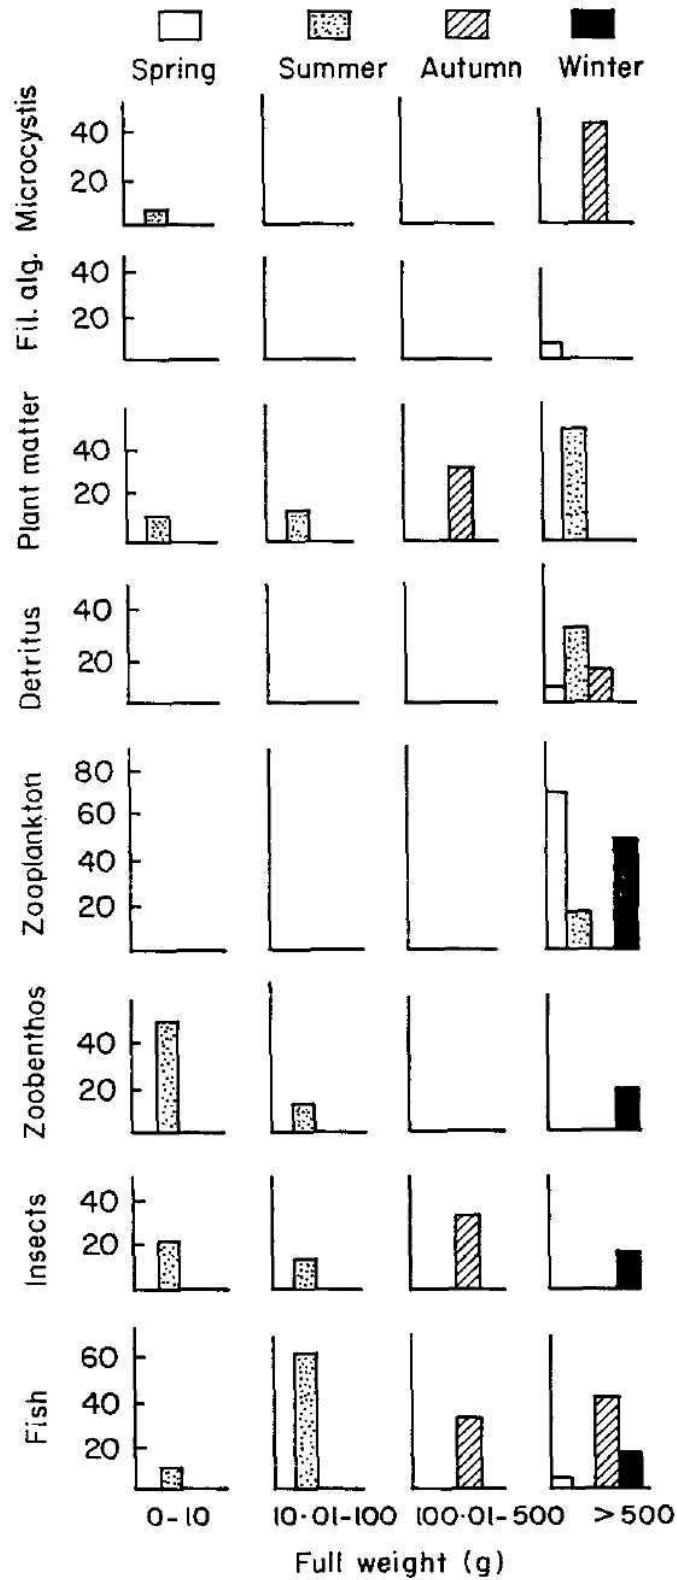 Spring Summer Autumn Winter
Microcystis
40
20
Fil. alg.
40
20
Plant matter
40
20
Detritus
40
20
Zooplankton
80
60
40
20
Zoobenthos
40
20
Insects
40
20
Fish
60
40
20
0-10 10·01-100 100·01-500 >500
Full weight (g)